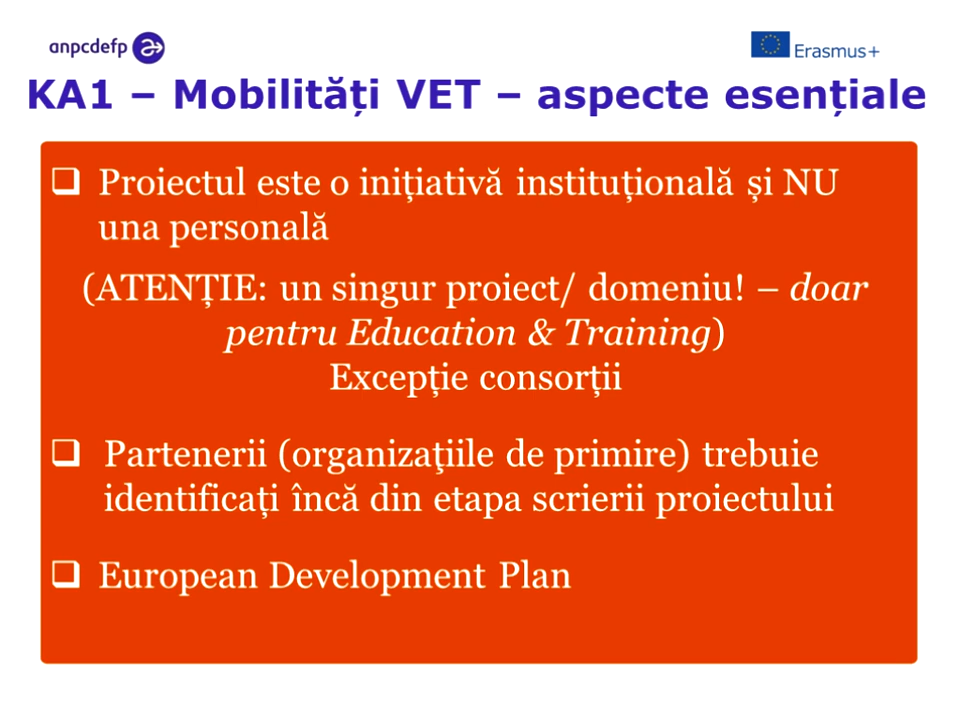 anpcdefp
Erasmus+
KA1 – Mobilități VET – aspecte esențiale
Proiectul este o inițiativă instituțională și NU
una personală
(ATENȚIE: un singur proiect/ domeniu! – doar
pentru Education & Training)
Excepție consorții
Partenerii (organizaţiile de primire) trebuie
identificați încă din etapa scrierii proiectului
European Development Plan